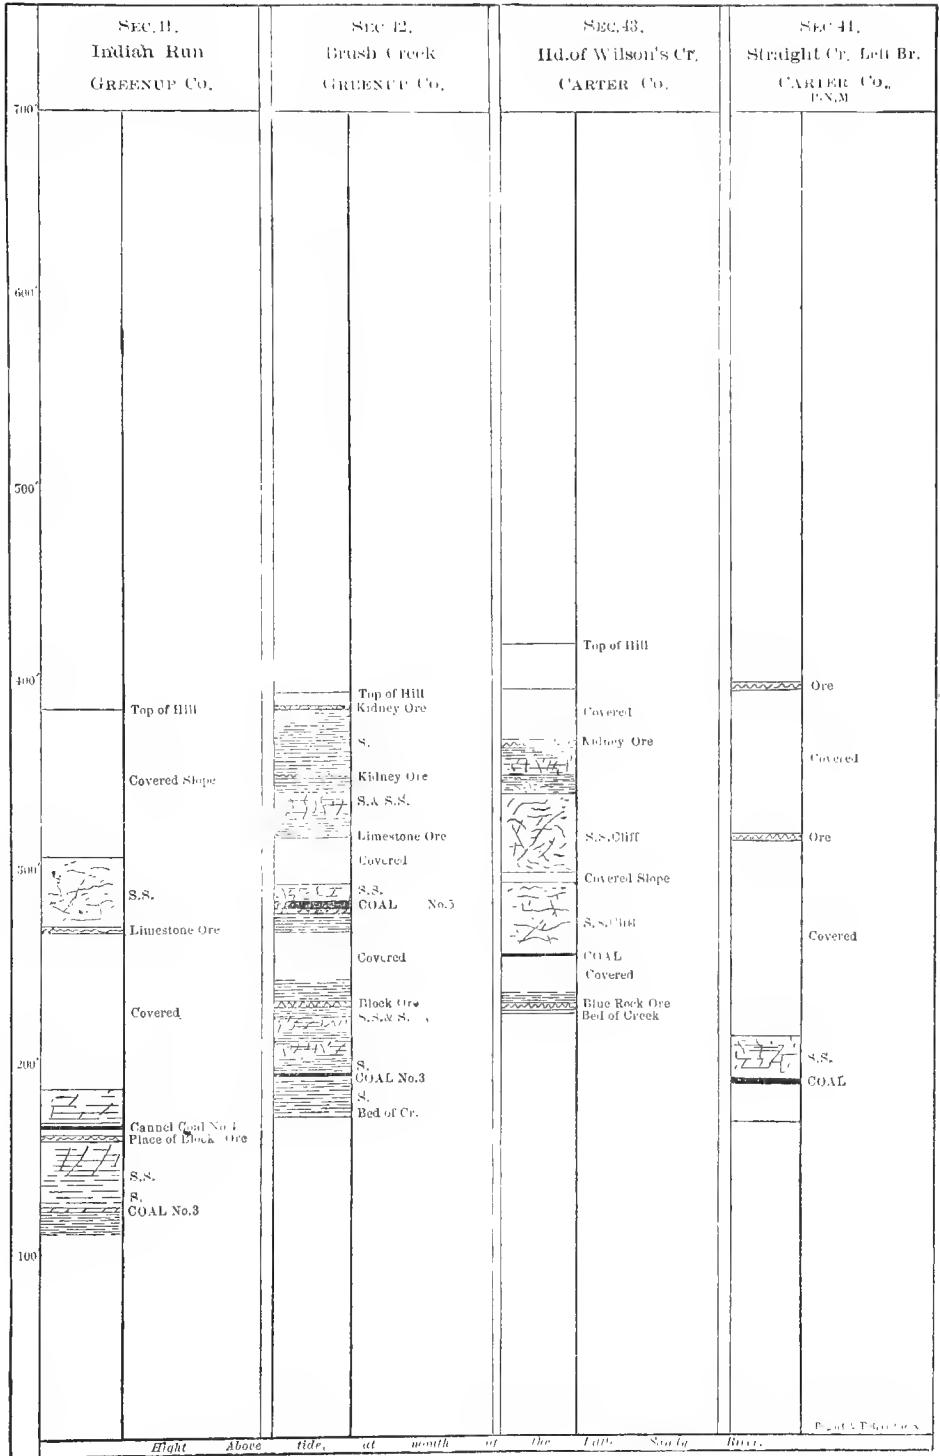 SEC. 41.
Indian Run
GREENUP CO.
SEC 42.
Brush Creek
GREENUP CO.
SEC. 43.
Hd. of Wilson's Cr.
CARTER CO.
SEC 44.
Straight Cr. Left Br.
CARTER CO.
P.N.M
700'
600'
500'
400'
300'
200'
100'
Top of Hill
Covered Slope
S.S.
Limestone Ore
Covered
Cannel Coal No. 4
Place of Block Ore
S.S.
S.
COAL No.3
Top of Hill
Kidney Ore
S.
Kidney Ore
S. & S.S.
Limestone Ore
Covered
S.S.
COAL No.5
Covered
Block Ore
S.S. & S.
S.
COAL No.3
S.
Bed of Cr.
Top of Hill
Covered
Kidney Ore
S.S. Cliff
Covered Slope
S.S. Cliff
COAL
Covered
Blue Rock Ore
Bed of Creek
Ore
Covered
Ore
Covered
S.S.
COAL
Hight Above tide, at mouth of the Little Sandy River.